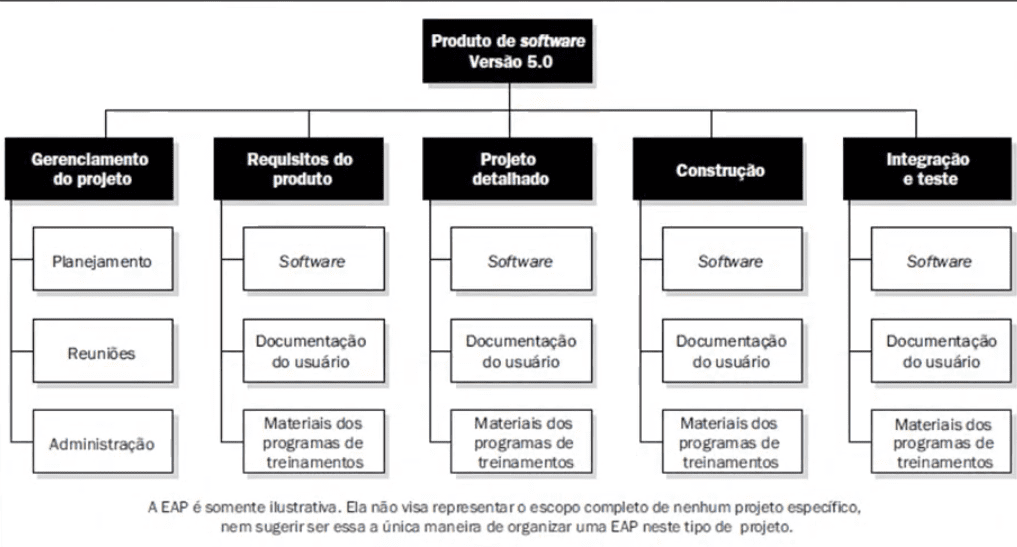 Produto de software
Versão 5.0
Gerenciamento
do projeto
Requisitos do
produto
Projeto
detalhado
Construção
Integração
e teste
Planejamento
Software
Software
Software
Software
Reuniões
Documentação
do usuário
Documentação
do usuário
Documentação
do usuário
Documentação
do usuário
Administração
Materiais dos
programas de
treinamentos
Materiais dos
programas de
treinamentos
Materiais dos
programas de
treinamentos
Materiais dos
programas de
treinamentos
A EAP é somente ilustrativa. Ela não visa representar o escopo completo de nenhum projeto específico,
nem sugerir ser essa a única maneira de organizar uma EAP neste tipo de projeto.